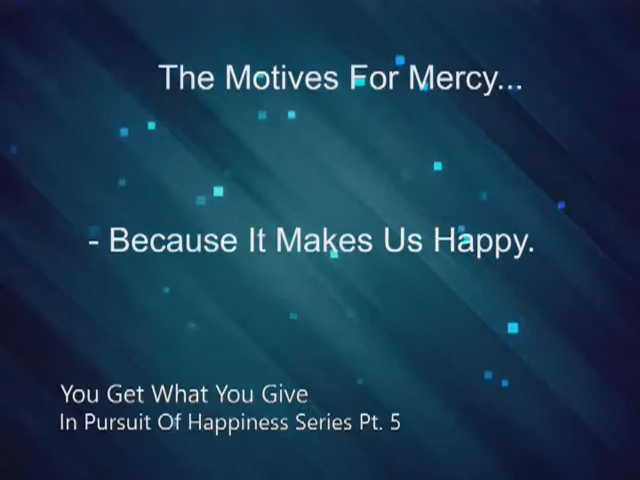 The Motives For Mercy...
- Because It Makes Us Happy.
You Get What You Give
In Pursuit Of Happiness Series Pt. 5